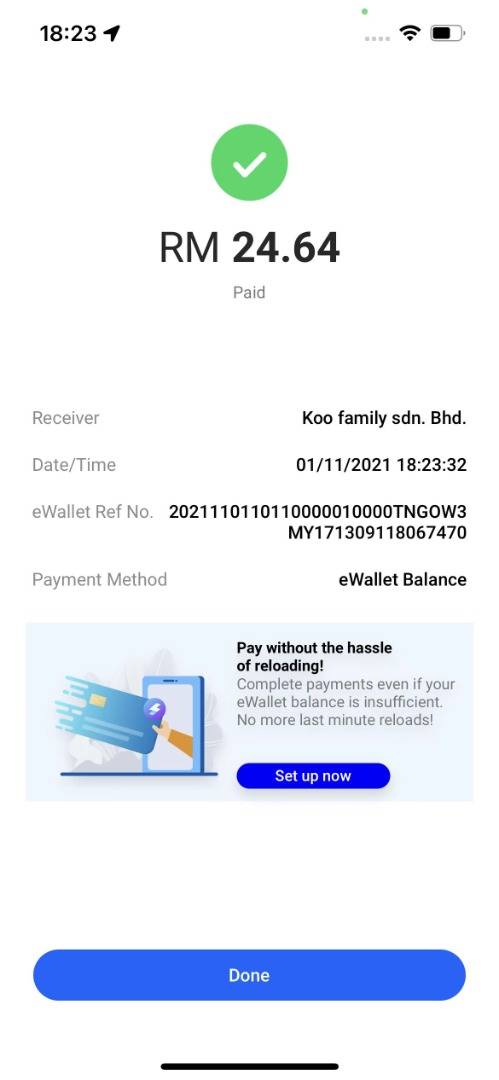 18:23
RM 24.64
Paid
Receiver Koo family sdn. Bhd.
Date/Time 01/11/2021 18:23:32
eWallet Ref No. 2021110110110000010000TNGOW3
MY171309118067470
Payment Method eWallet Balance
Pay without the hassle
of reloading!
Complete payments even if your
eWallet balance is insufficient.
No more last minute reloads!
Set up now
Done